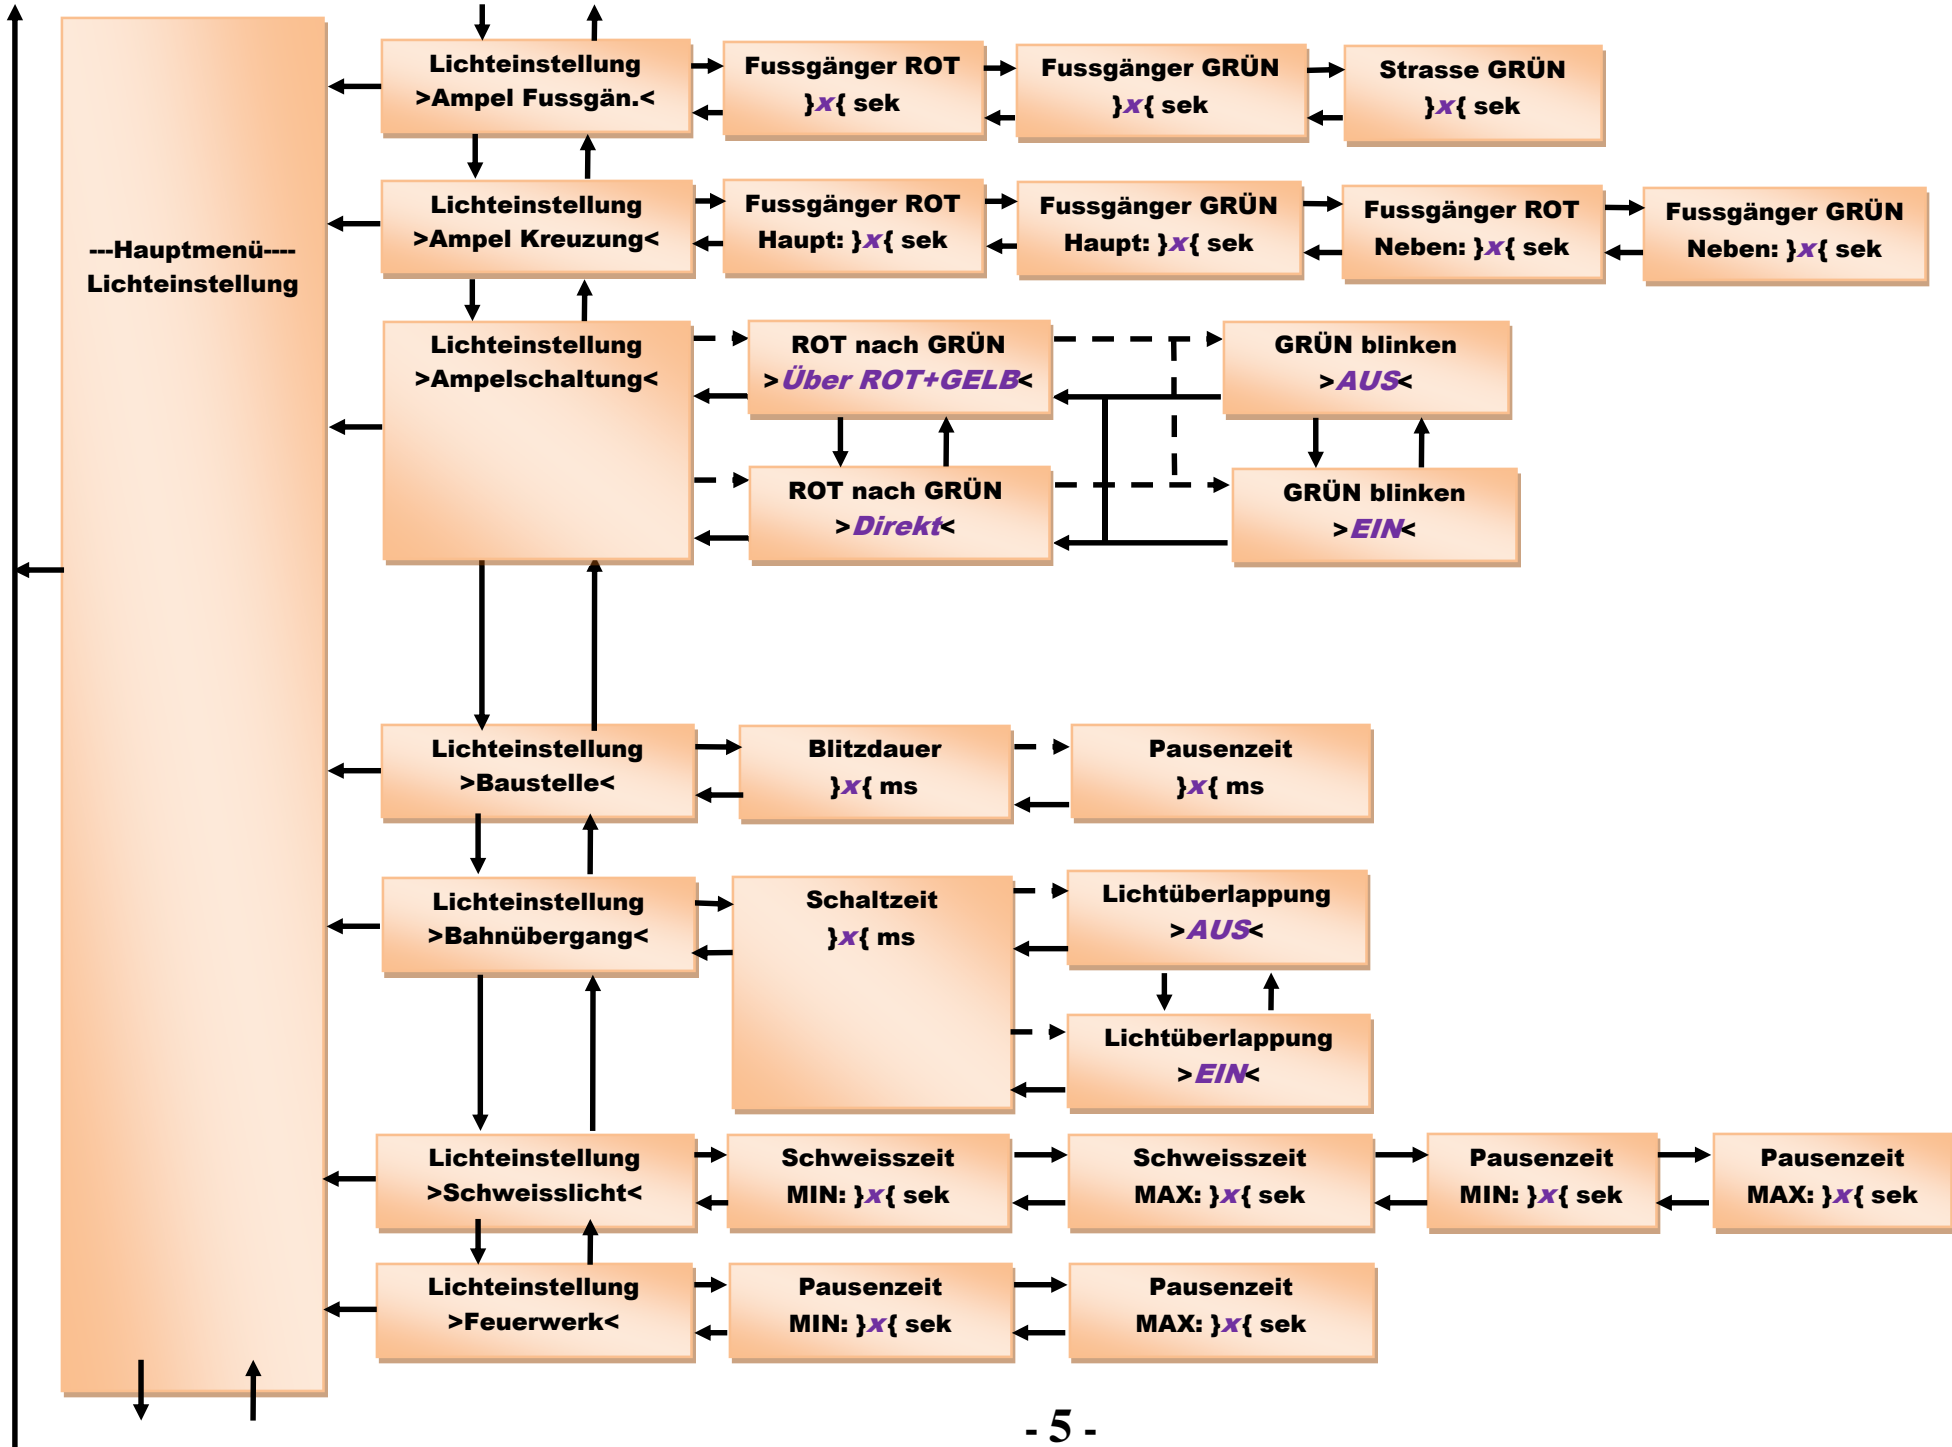 ---Hauptmenü----
Lichteinstellung
Lichteinstellung
>Ampel Fussgän.<
Fussgänger ROT
}x{ sek
Fussgänger GRÜN
}x{ sek
Strasse GRÜN
}x{ sek
Lichteinstellung
>Ampel Kreuzung<
Fussgänger ROT
Haupt: }x{ sek
Fussgänger GRÜN
Haupt: }x{ sek
Fussgänger ROT
Neben: }x{ sek
Fussgänger GRÜN
Neben: }x{ sek
Lichteinstellung
>Ampelschaltung<
ROT nach GRÜN
>Über ROT+GELB<
GRÜN blinken
>AUS<
ROT nach GRÜN
>Direkt<
GRÜN blinken
>EIN<
Lichteinstellung
>Baustelle<
Blitzdauer
}x{ ms
Pausenzeit
}x{ ms
Lichteinstellung
>Bahnübergang<
Schaltzeit
}x{ ms
Lichtüberlappung
>AUS<
Lichtüberlappung
>EIN<
Lichteinstellung
>Schweisslicht<
Schweisszeit
MIN: }x{ sek
Schweisszeit
MAX: }x{ sek
Pausenzeit
MIN: }x{ sek
Pausenzeit
MAX: }x{ sek
Lichteinstellung
>Feuerwerk<
Pausenzeit
MIN: }x{ sek
Pausenzeit
MAX: }x{ sek
- 5 -